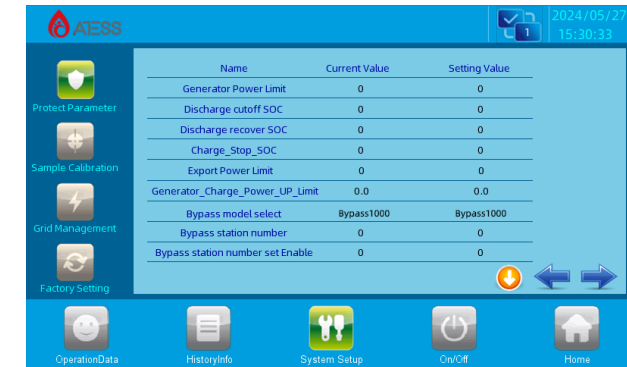 ATESS
1
2024/05/27
15:30:33
Name Current Value Setting Value
Generator Power Limit 0 0
Discharge cutoff SOC 0 0
Discharge recover SOC 0 0
Charge_Stop_SOC 0 0
Export Power Limit 0 0
Generator_Charge_Power_UP_Limit 0.0 0.0
Bypass model select Bypass1000 Bypass1000
Bypass station number 0 0
Bypass station number set Enable 0 0
Protect Parameter
Sample Calibration
Grid Management
Factory Setting
OperationData HistoryInfo System Setup On/Off Home